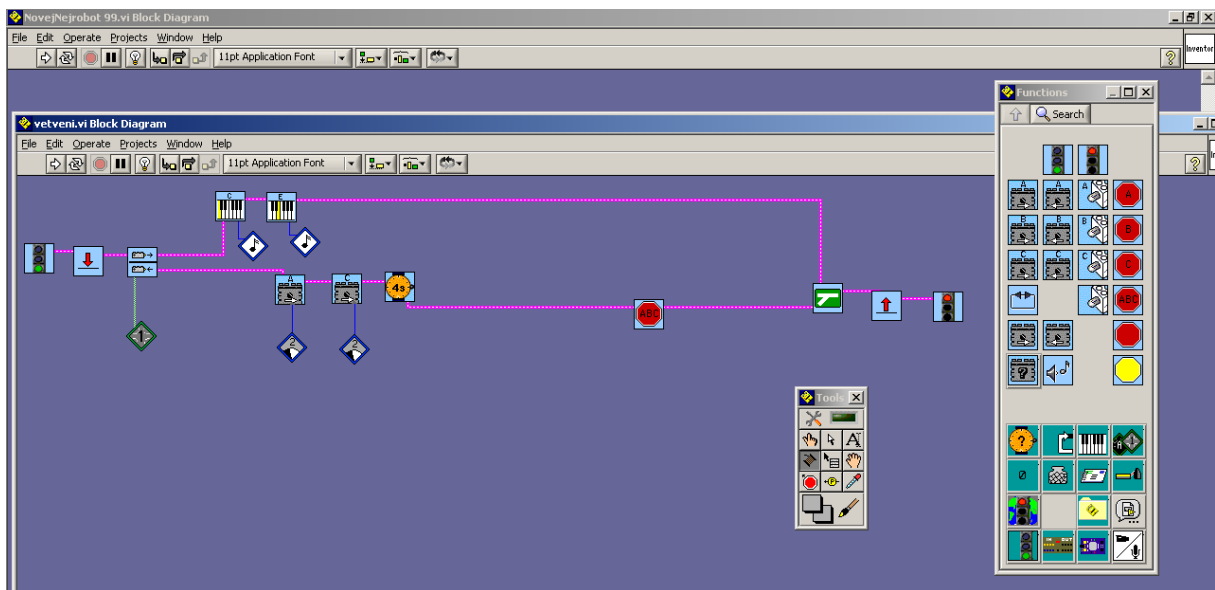 NovejNejrobot 99.vi Block Diagram
File Edit Operate Projects Window Help
11pt Application Font
Inventor
Functions
Search
vetveni.vi Block Diagram
File Edit Operate Projects Window Help
11pt Application Font
C E
A C 4s
ABC
1
2 2
A A A A
B B B B
C C C C
ABC
?
Tools
A
P
?
0